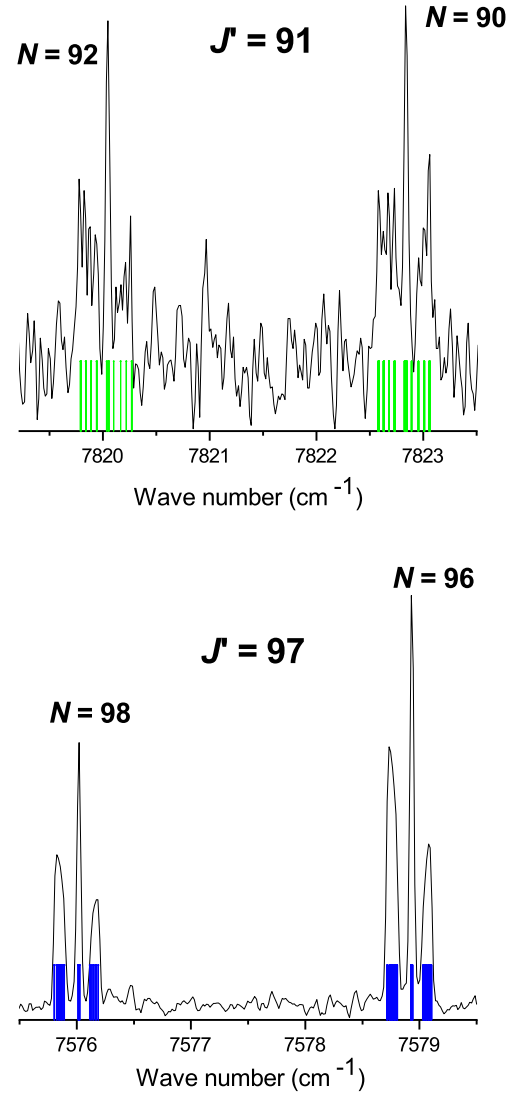 N = 92
J' = 91
N = 90
7820 7821 7822 7823
Wave number (cm -1)
N = 96
J' = 97
N = 98
7576 7577 7578 7579
Wave number (cm -1)